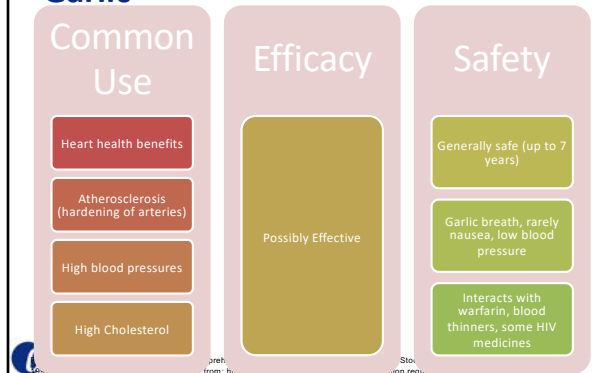 Garlic
Common
Use
Heart health benefits
Atherosclerosis
(hardening of arteries)
High blood pressures
High Cholesterol
Efficacy
Possibly Effective
Safety
Generally safe (up to 7
years)
Garlic breath, rarely
nausea, low blood
pressure
Interacts with
warfarin, blood
thinners, some HIV
medicines